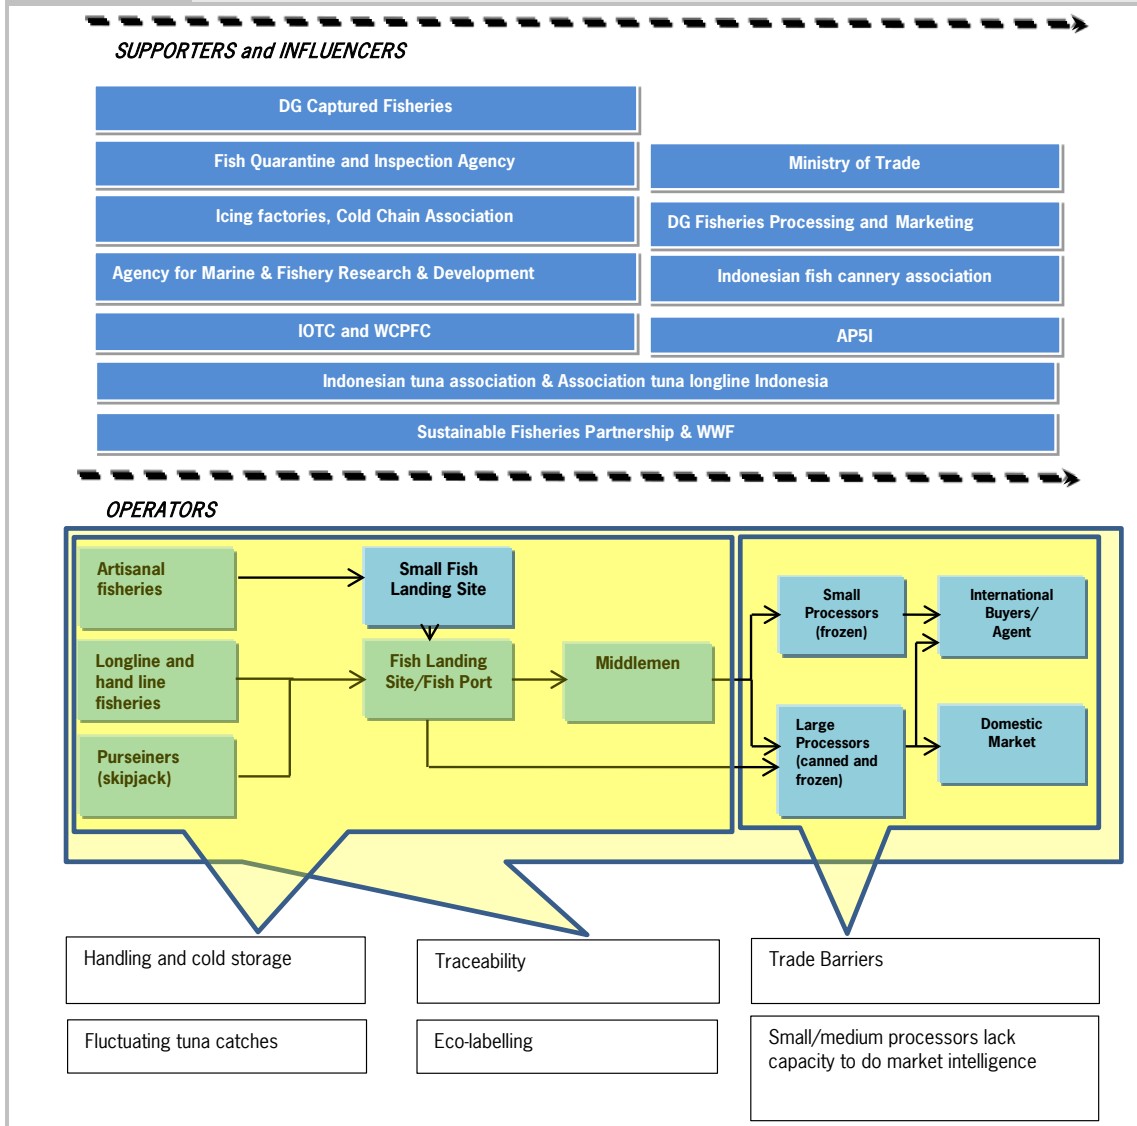 SUPPORTERS and INFLUENCERS
DG Captured Fisheries
Fish Quarantine and Inspection Agency
Ministry of Trade
Icing factories, Cold Chain Association
DG Fisheries Processing and Marketing
Agency for Marine & Fishery Research & Development
Indonesian fish cannery association
IOTC and WCPFC
AP5I
Indonesian tuna association & Association tuna longline Indonesia
Sustainable Fisheries Partnership & WWF
OPERATORS
Artisanal
fisheries
Small Fish
Landing Site
Small
Processors
(frozen)
International
Buyers/
Agent
Longline and
hand line
fisheries
Fish Landing
Site/Fish Port
Middlemen
Purseiners
(skipjack)
Large
Processors
(canned and
frozen)
Domestic
Market
Handling and cold storage
Traceability
Trade Barriers
Fluctuating tuna catches
Eco-labelling
Small/medium processors lack
capacity to do market intelligence